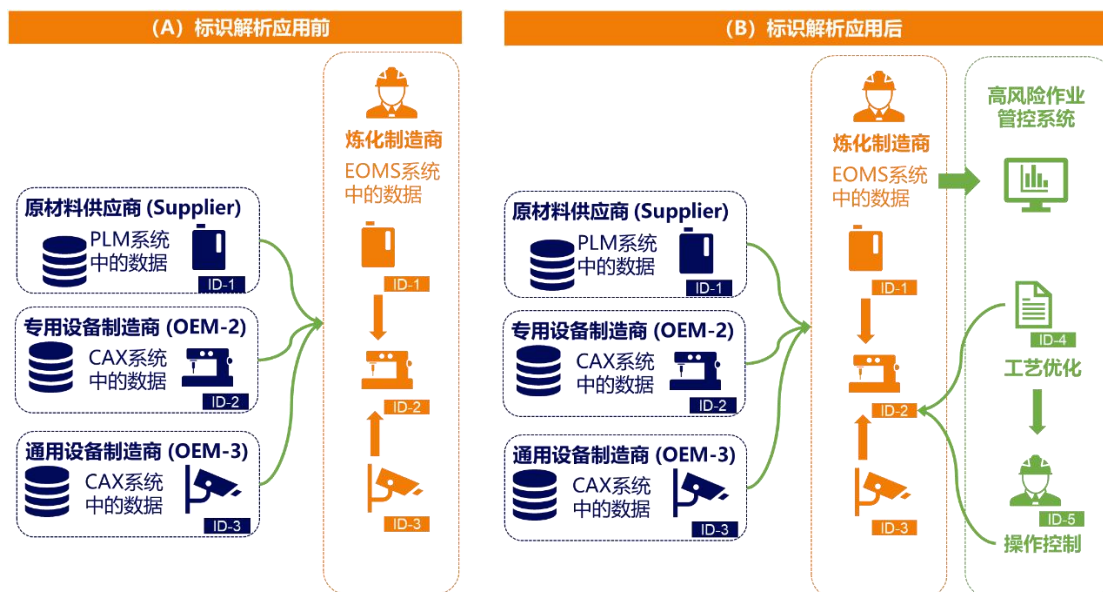 (A)标识解析应用前
炼化制造商
EOMS系统
中的数据
原材料供应商 (Supplier)
PLM系统
中的数据
ID-1
ID-1
专用设备制造商 (OEM-2)
CAX系统
中的数据
ID-2
ID-2
通用设备制造商 (OEM-3)
CAX系统
中的数据
ID-3
ID-3
(B)标识解析应用后
炼化制造商
EOMS系统
中的数据
高风险作业
管控系统
原材料供应商 (Supplier)
PLM系统
中的数据
ID-1
ID-1
专用设备制造商 (OEM-2)
CAX系统
中的数据
ID-2
ID-2
ID-4
工艺优化
通用设备制造商 (OEM-3)
CAX系统
中的数据
ID-3
ID-3
ID-5
操作控制